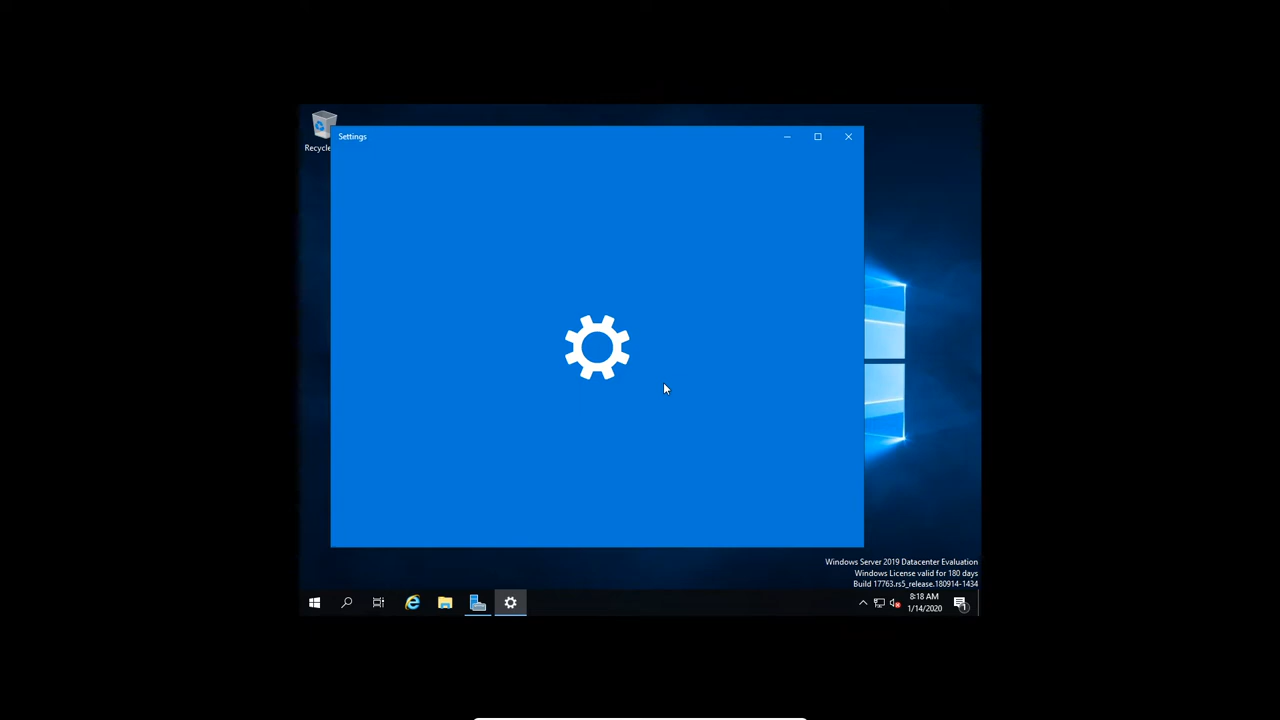 Recycle
Settings
Windows Server 2019 Datacenter Evaluation
Windows License valid for 180 days
Build 17763.rs5_release.180914-1434
8:18 AM
1/14/2020
1